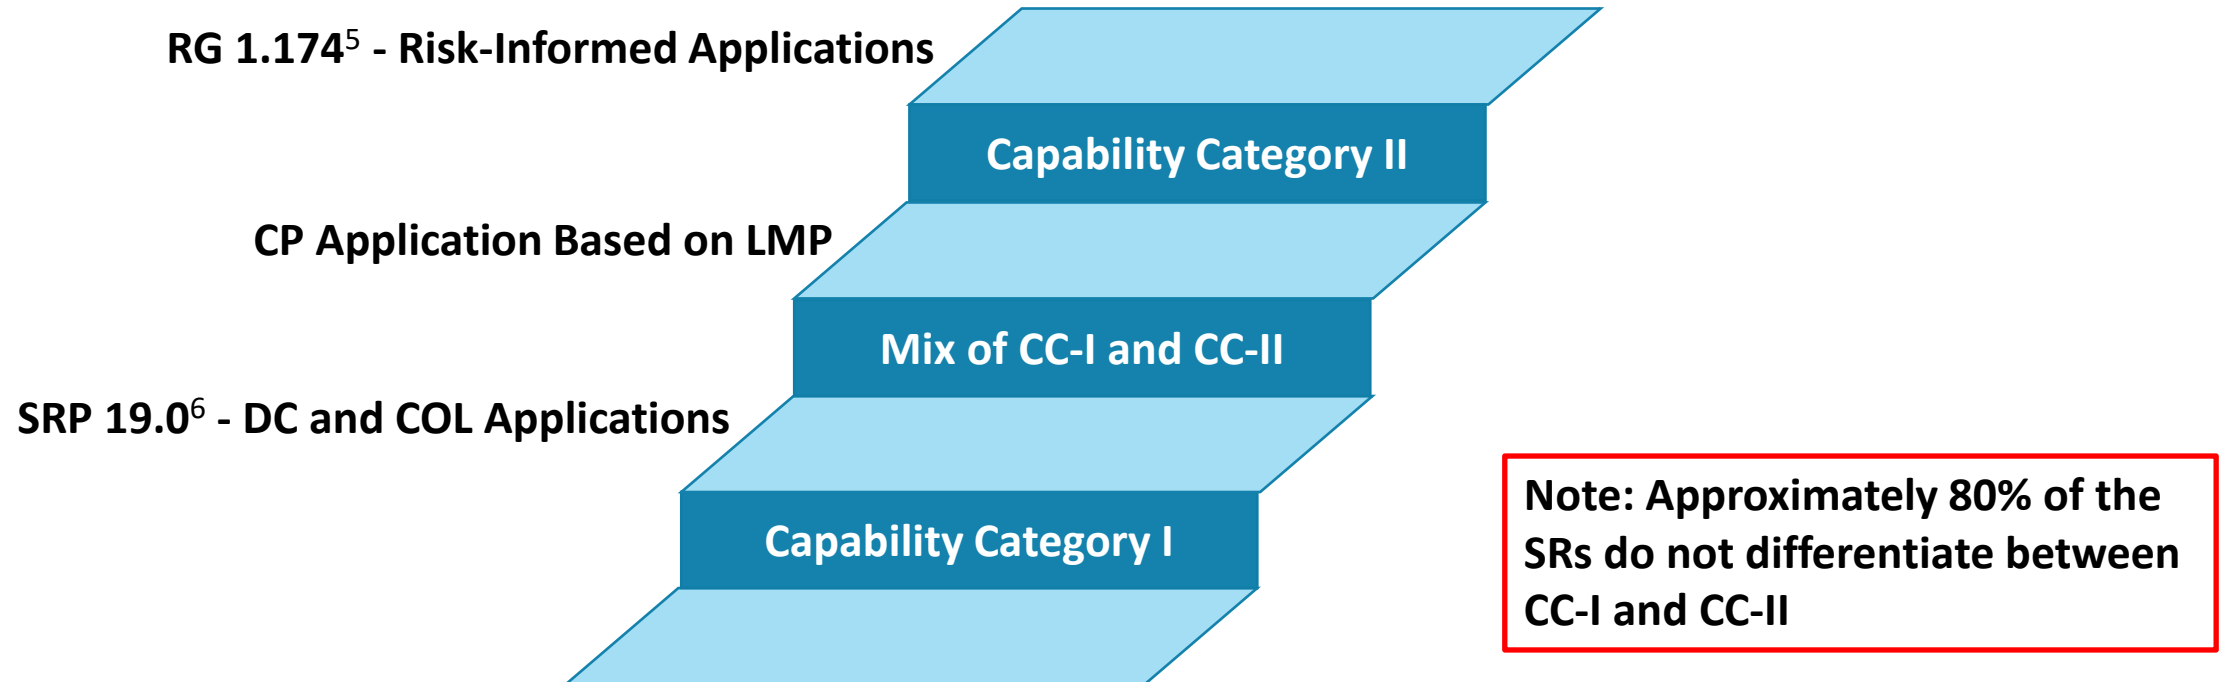 RG 1.174⁵ - Risk-Informed Applications
Capability Category II
CP Application Based on LMP
Mix of CC-I and CC-II
SRP 19.0⁶ - DC and COL Applications
Capability Category I
Note: Approximately 80% of the
SRs do not differentiate between
CC-I and CC-II